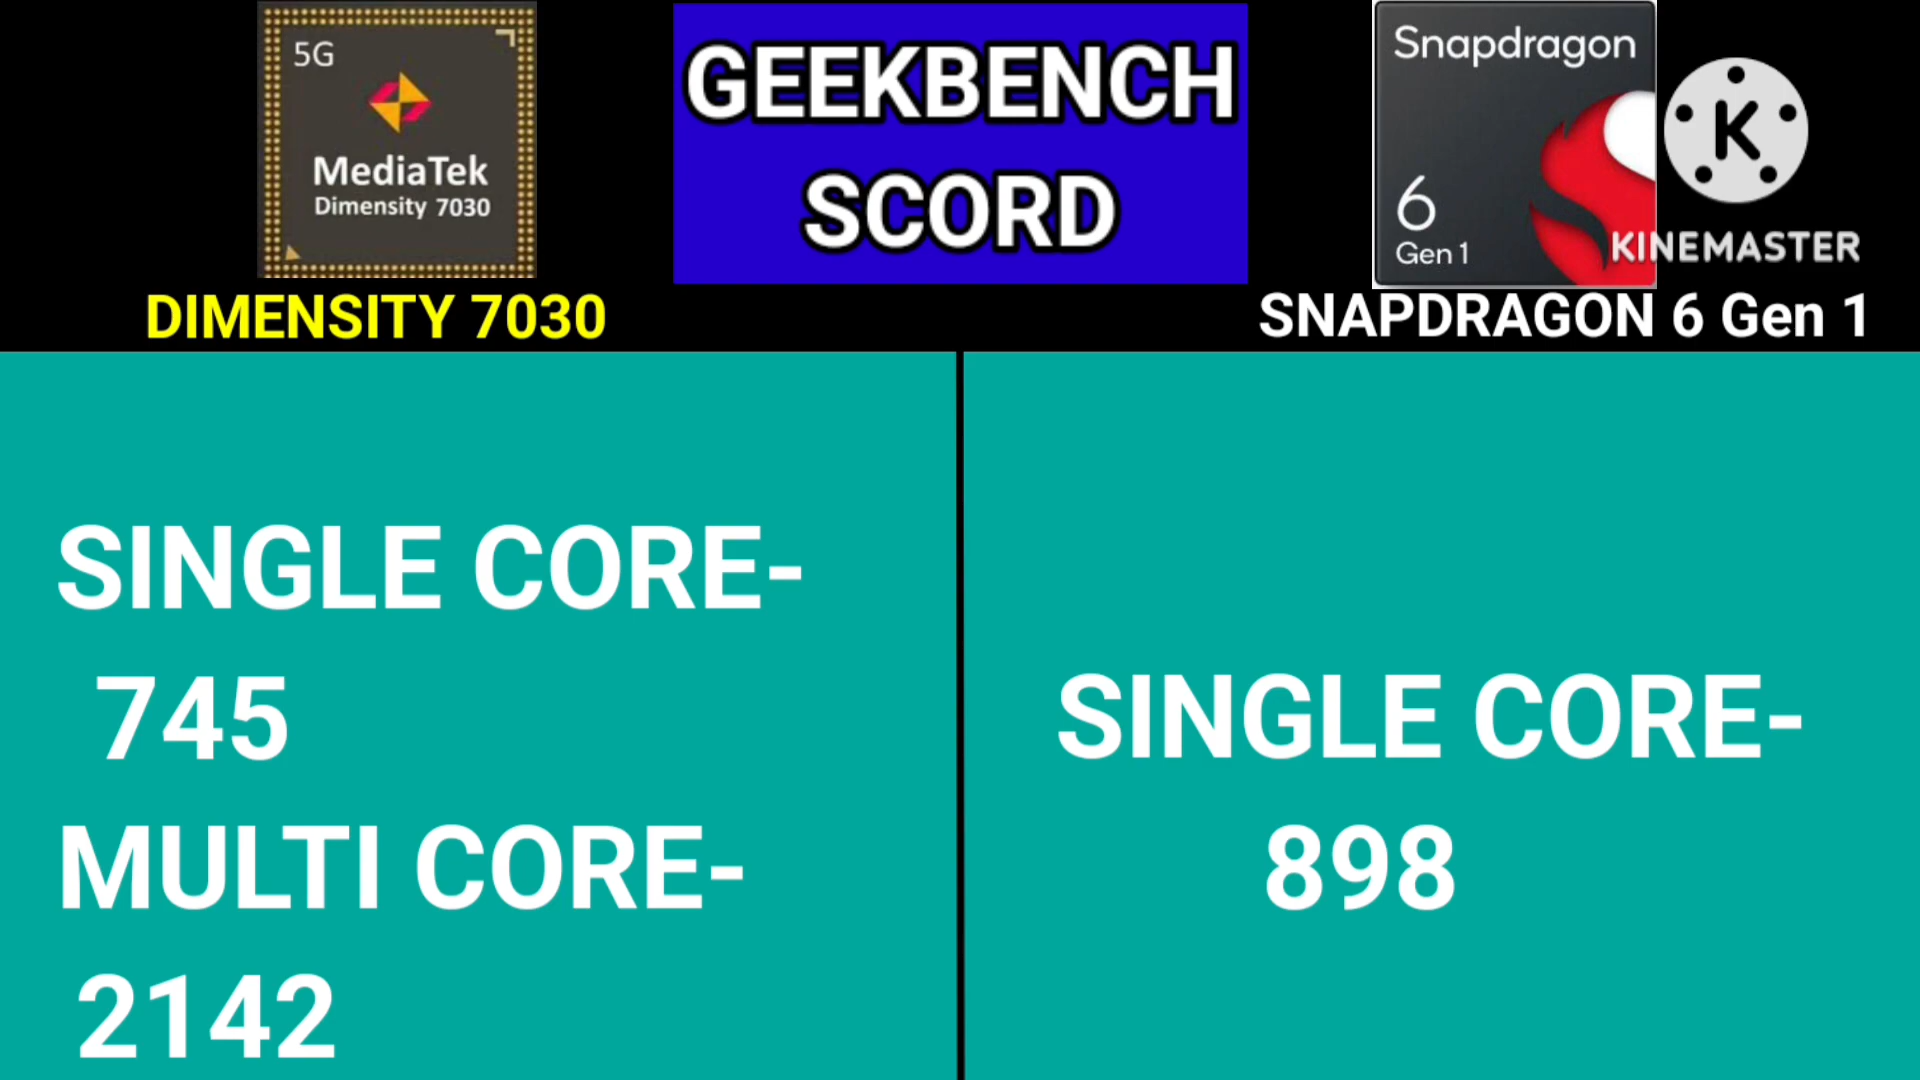 5G
MediaTek
Dimensity 7030
DIMENSITY 7030
GEEKBENCH
SCORD
Snapdragon
6
Gen 1
K
KINEMASTER
SNAPDRAGON 6 Gen 1
SINGLE CORE-
745
MULTI CORE-
2142
SINGLE CORE-
898